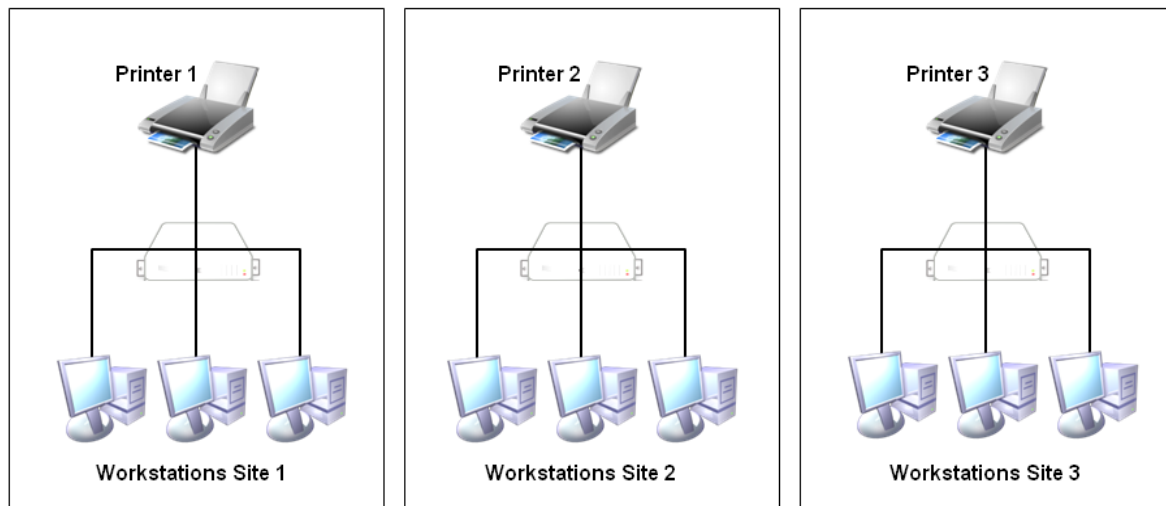 Printer 1
Printer 2
Printer 3
Workstations Site 1
Workstations Site 2
Workstations Site 3